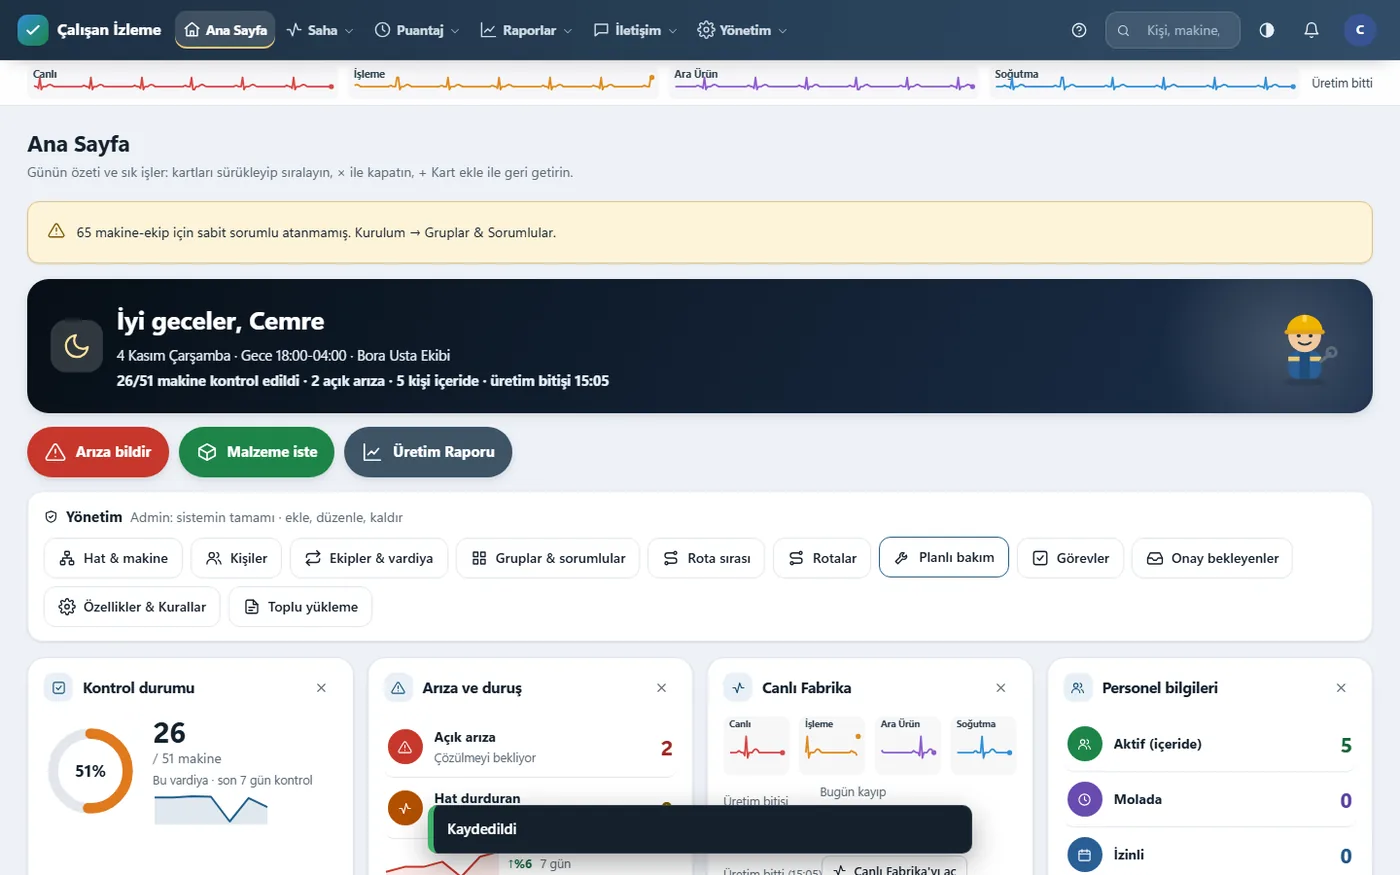 Çalışan İzleme
Ana Sayfa
Saha
Puantaj
Raporlar
İletişim
Yönetim
Kişi, makine,
C
Canlı
İşleme
Ara Ürün
Soğutma
Üretim bitti
Ana Sayfa
Günün özeti ve sık işler: kartları sürükleyip sıralayın, × ile kapatın, + Kart ekle ile geri getirin.
65 makine-ekip için sabit sorumlu atanmamış. Kurulum → Gruplar & Sorumlular.
İyi geceler, Cemre
4 Kasım Çarşamba · Gece 18:00-04:00 · Bora Usta Ekibi
26/51 makine kontrol edildi · 2 açık arıza · 5 kişi içeride · üretim bitişi 15:05
Arıza bildir
Malzeme iste
Üretim Raporu
Yönetim Admin: sistemin tamamı · ekle, düzenle, kaldır
Hat & makine
Kişiler
Ekipler & vardiya
Gruplar & sorumlular
Rota sırası
Rotalar
Planlı bakım
Görevler
Onay bekleyenler
Özellikler & Kurallar
Toplu yükleme
Kontrol durumu
51%
26
/ 51 makine
Bu vardiya · son 7 gün kontrol
Arıza ve duruş
Açık arıza
Çözülmeyi bekliyor
2
Hat durduran
↑%6 7 gün
Canlı Fabrika
Canlı
İşleme
Ara Ürün
Soğutma
Üretim bitişi
Bugün kayıp
Üretim bitti (15:05)
Canlı Fabrika'yı aç
Personel bilgileri
Aktif (içeride)
5
Molada
0
İzinli
0
Kaydedildi